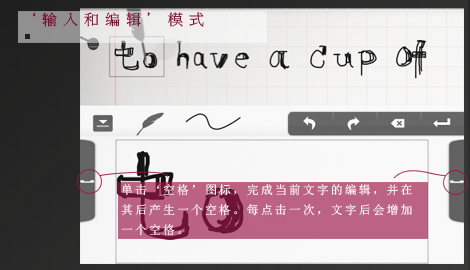 ‘输入和编辑’模式
to have a cup of
to
单击‘空格’图标，完成当前文字的编辑，并在
其后产生一个空格。每点击一次，文字后会增加
一个空格。